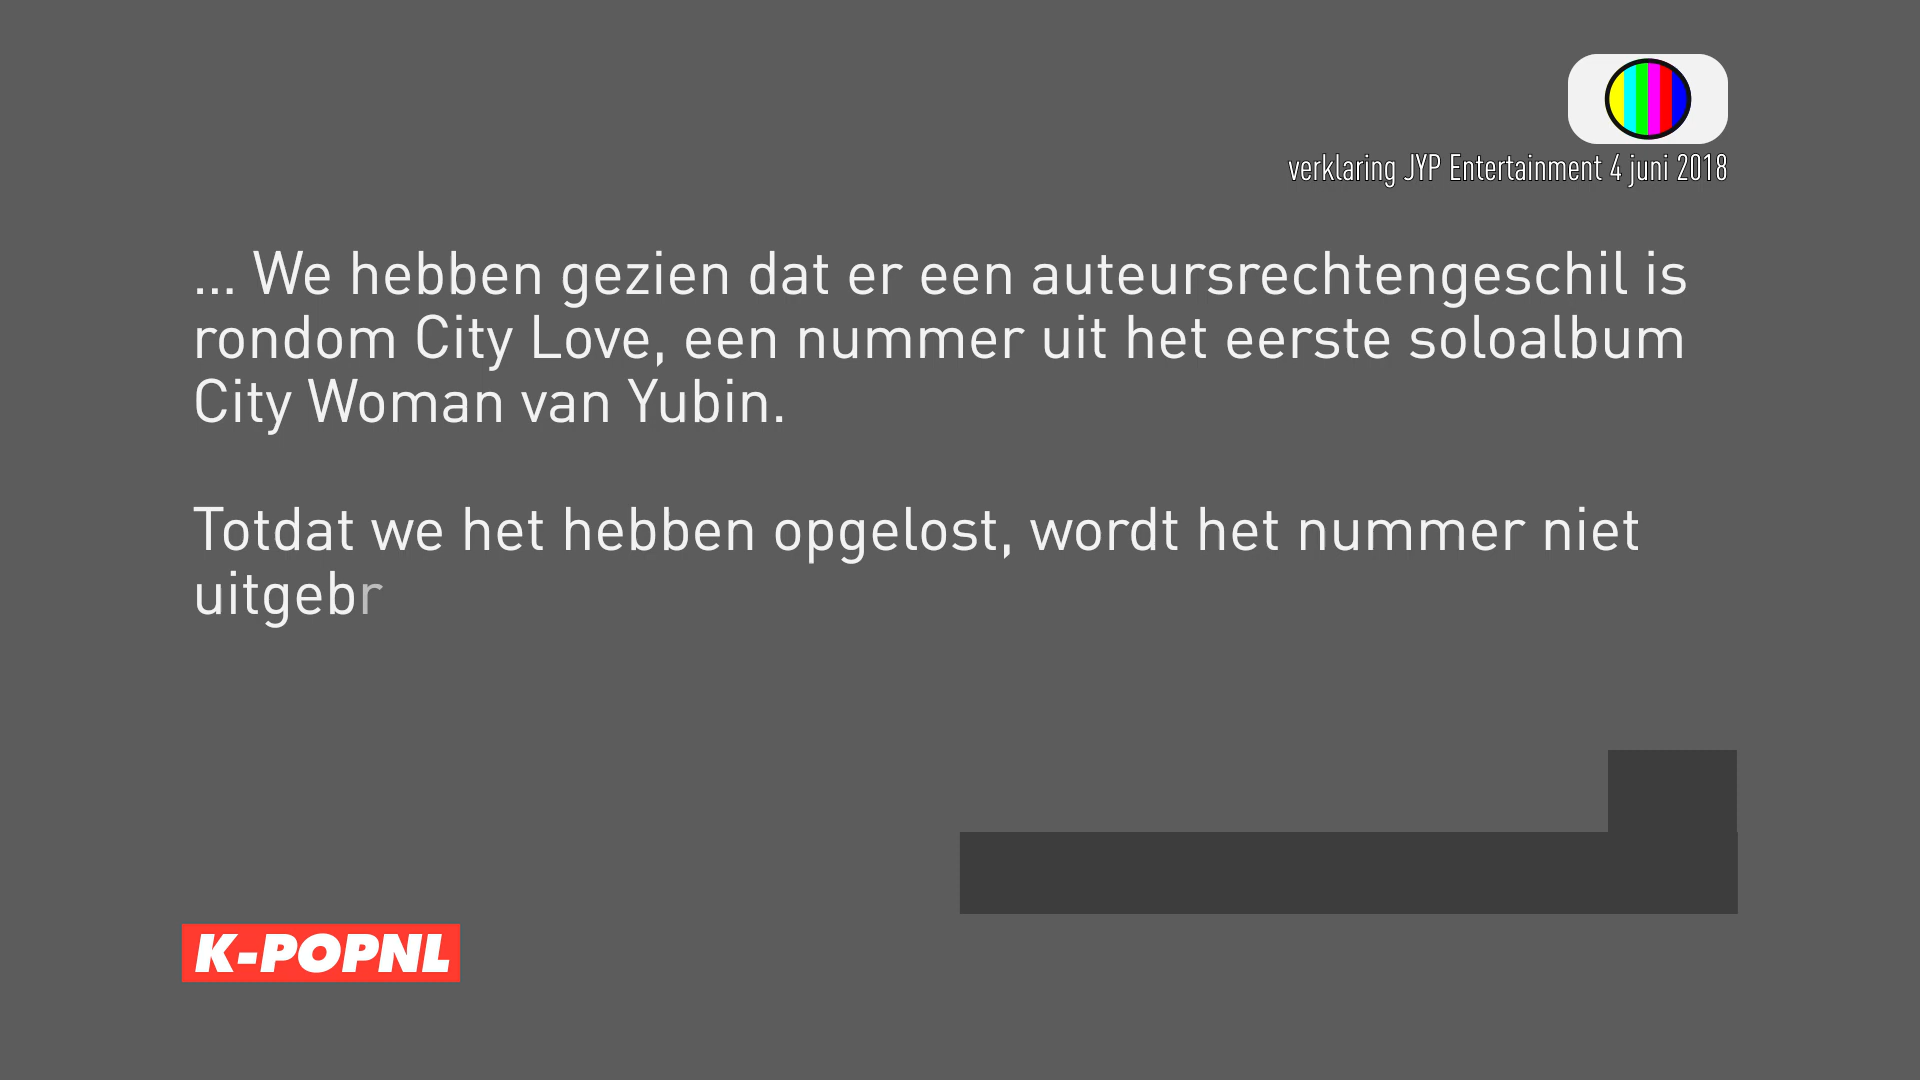 verklaring JYP Entertainment 4 juni 2018
... We hebben gezien dat er een auteursrechtengeschil is
rondom City Love, een nummer uit het eerste soloalbum
City Woman van Yubin.
Totdat we het hebben opgelost, wordt het nummer niet
uitgebr
K-POPNL